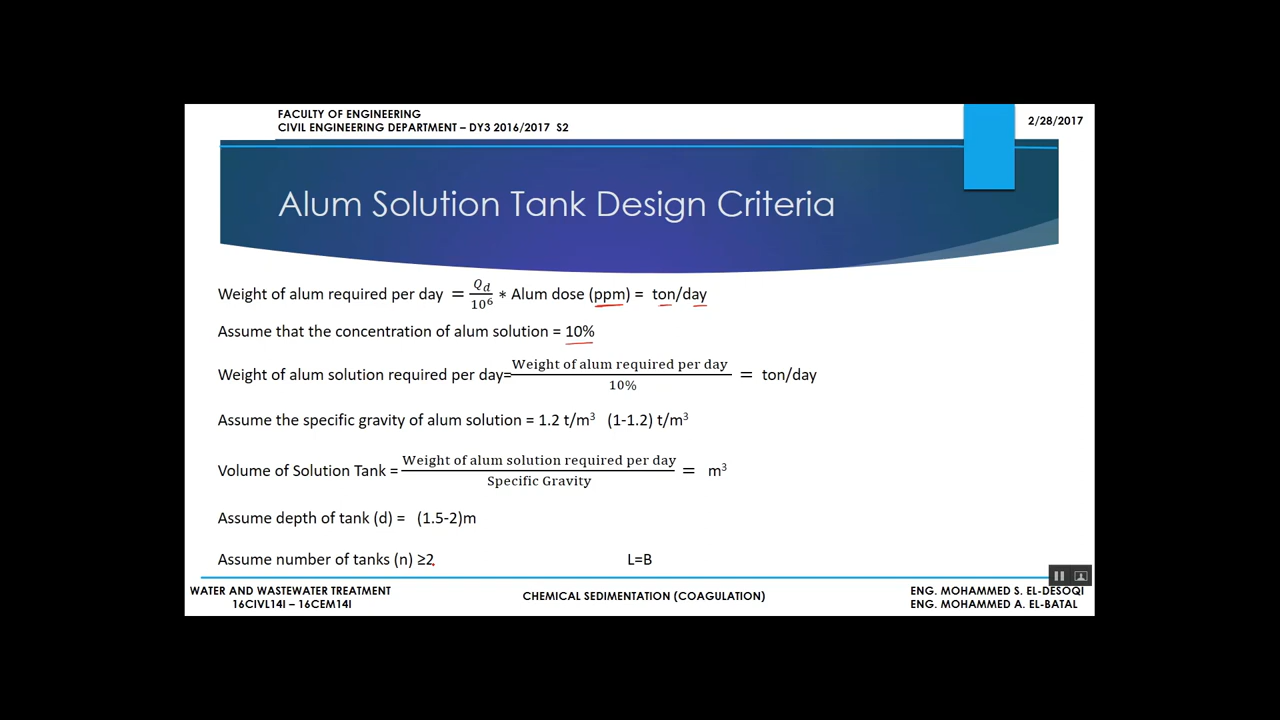 FACULTY OF ENGINEERING
CIVIL ENGINEERING DEPARTMENT – DY3 2016/2017 S2
2/28/2017
Alum Solution Tank Design Criteria
Weight of alum required per day = Q_d/10⁶ * Alum dose (ppm) = ton/day
Assume that the concentration of alum solution = 10%
Weight of alum solution required per day= Weight of alum required per day / 10% = ton/day
Assume the specific gravity of alum solution = 1.2 t/m³ (1-1.2) t/m³
Volume of Solution Tank = Weight of alum solution required per day / Specific Gravity = m³
Assume depth of tank (d) = (1.5-2)m
Assume number of tanks (n) ≥2 L=B
WATER AND WASTEWATER TREATMENT
16CIVL14I – 16CEM14I
CHEMICAL SEDIMENTATION (COAGULATION)
ENG. MOHAMMED S. EL-DESOQI
ENG. MOHAMMED A. EL-BATAL